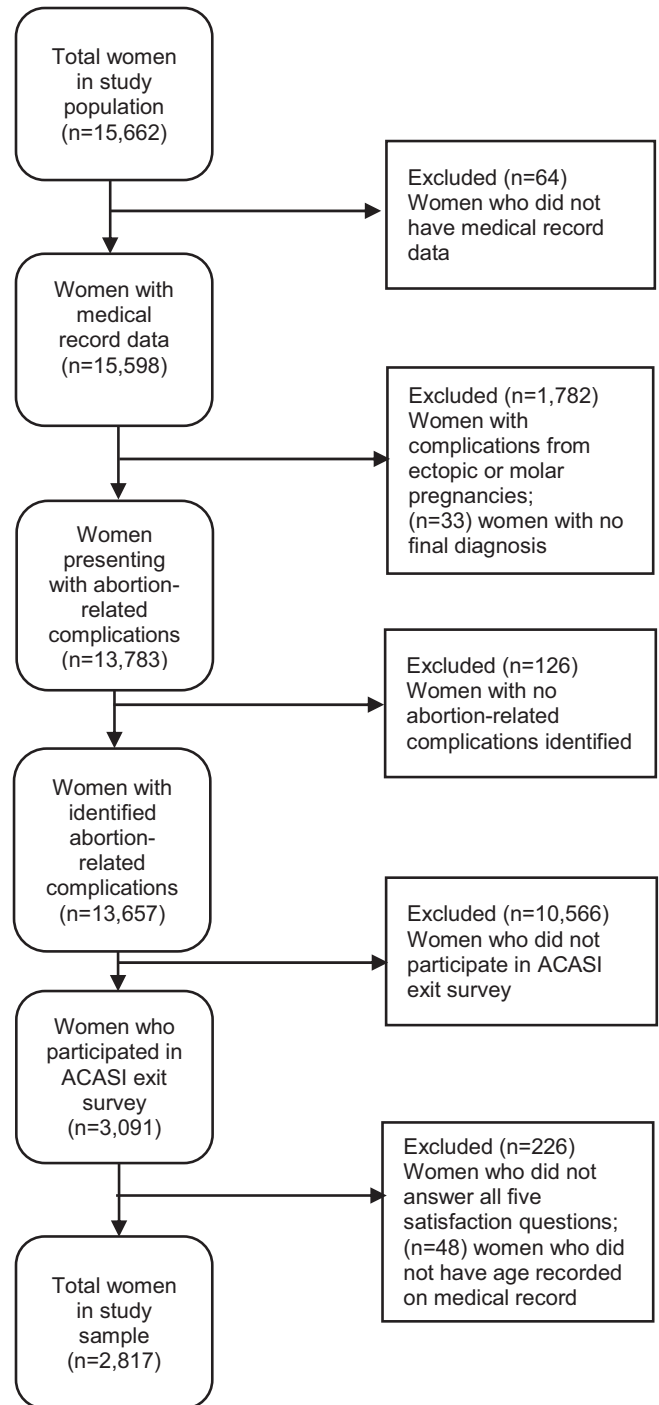 Total women
in study
population
(n=15,662)
Excluded (n=64)
Women who did not
have medical record
data
Women with
medical
record data
(n=15,598)
Excluded (n=1,782)
Women with
complications from
ectopic or molar
pregnancies;
(n=33) women with no
final diagnosis
Women
presenting
with abortion-
related
complications
(n=13,783)
Excluded (n=126)
Women with no
abortion-related
complications identified
Women with
identified
abortion-
related
complications
(n=13,657)
Excluded (n=10,566)
Women who did not
participate in ACASI
exit survey
Women who
participated in
ACASI exit
survey
(n=3,091)
Excluded (n=226)
Women who did not
answer all five
satisfaction questions;
(n=48) women who did
not have age recorded
on medical record
Total women
in study
sample
(n=2,817)